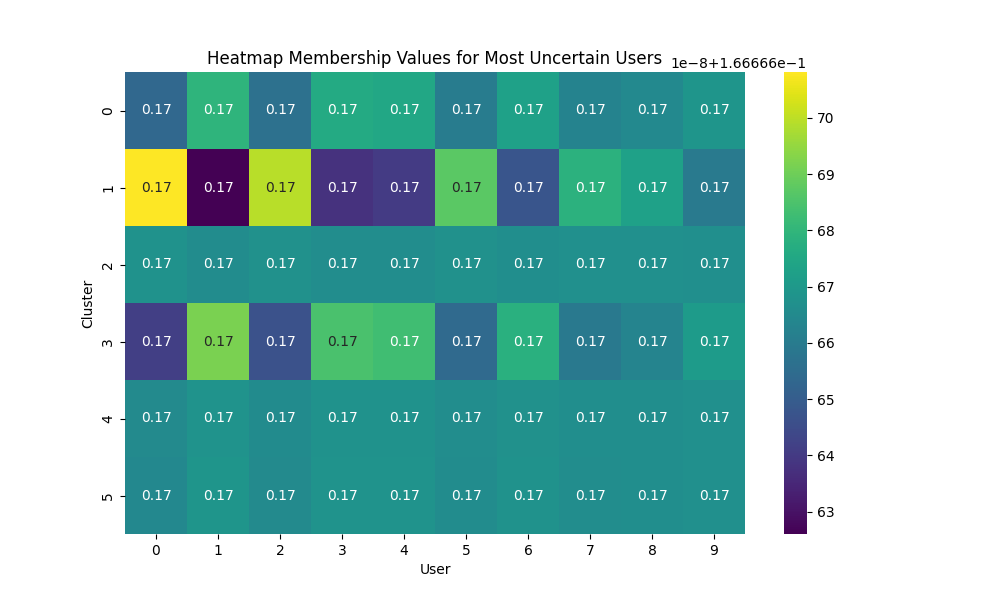 Heatmap Membership Values for Most Uncertain Users
1e−8+1.66666e−1
0 0.17 0.17 0.17 0.17 0.17 0.17 0.17 0.17 0.17 0.17
1 0.17 0.17 0.17 0.17 0.17 0.17 0.17 0.17 0.17 0.17
2 0.17 0.17 0.17 0.17 0.17 0.17 0.17 0.17 0.17 0.17
3 0.17 0.17 0.17 0.17 0.17 0.17 0.17 0.17 0.17 0.17
4 0.17 0.17 0.17 0.17 0.17 0.17 0.17 0.17 0.17 0.17
5 0.17 0.17 0.17 0.17 0.17 0.17 0.17 0.17 0.17 0.17
Cluster
0 1 2 3 4 5 6 7 8 9
User
70
69
68
67
66
65
64
63